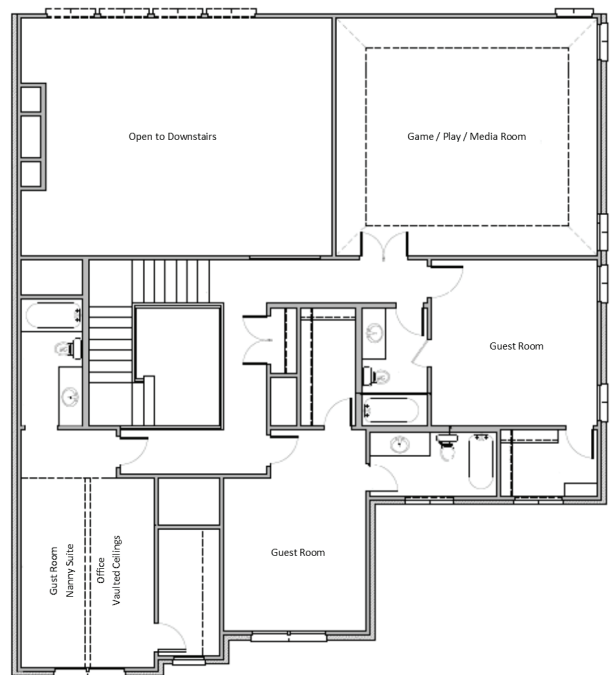 Open to Downstairs
Game / Play / Media Room
Guest Room
Guest Room
Gust Room
Nanny Suite
Office
Vaulted Ceilings